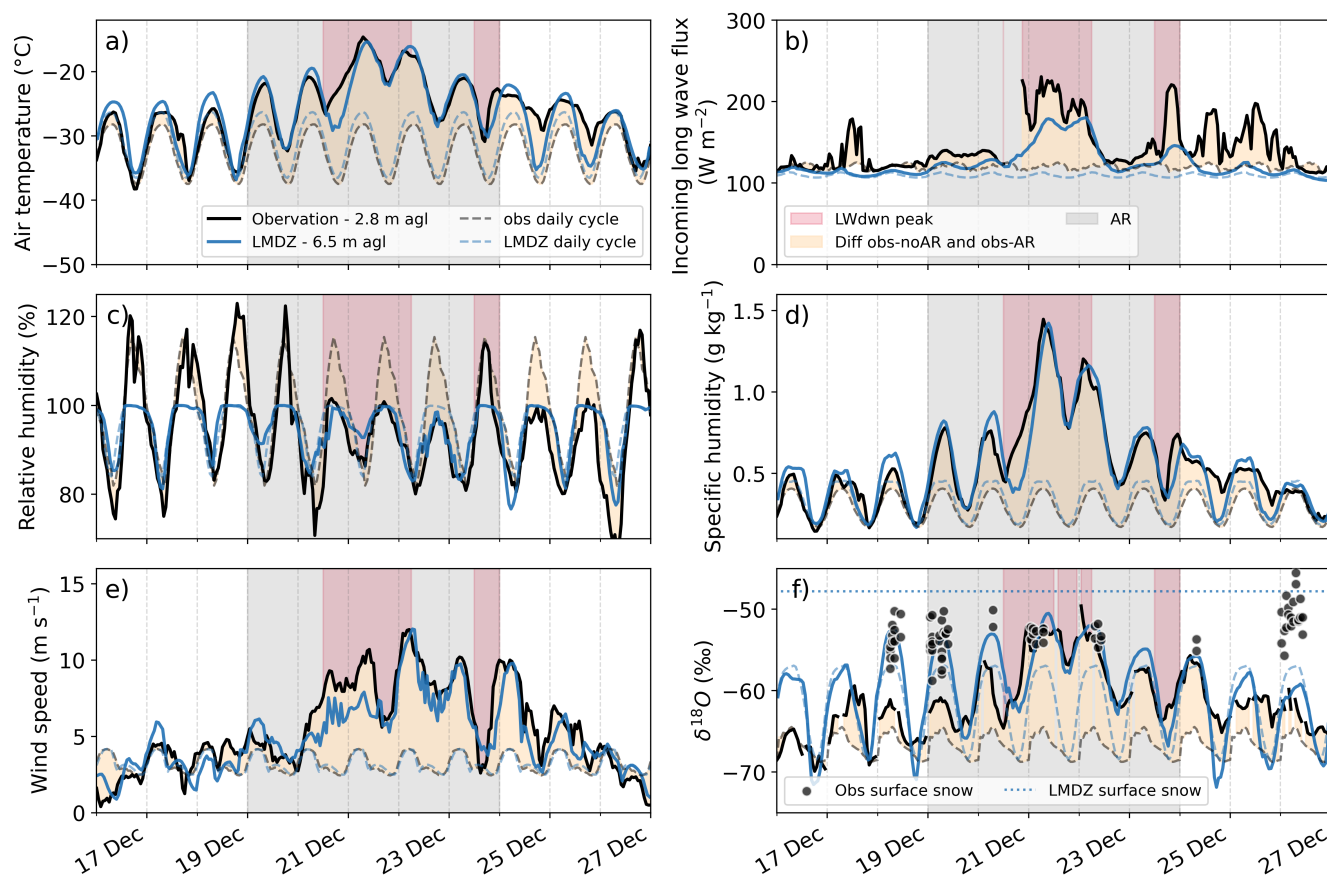 a)
Air temperature (°C)
−20
−30
−40
−50
Obervation - 2.8 m agl
LMDZ - 6.5 m agl
obs daily cycle
LMDZ daily cycle
b)
Incoming long wave flux
(W m−2)
300
200
100
0
LWdwn peak
Diff obs-noAR and obs-AR
AR
c)
Relative humidity (%)
120
100
80
d)
Specific humidity (g kg−1)
1.5
1.0
0.5
e)
Wind speed (m s−1)
15
10
5
0
17 Dec
19 Dec
21 Dec
23 Dec
25 Dec
27 Dec
f)
δ18O (‰)
−50
−60
−70
Obs surface snow
LMDZ surface snow
17 Dec
19 Dec
21 Dec
23 Dec
25 Dec
27 Dec